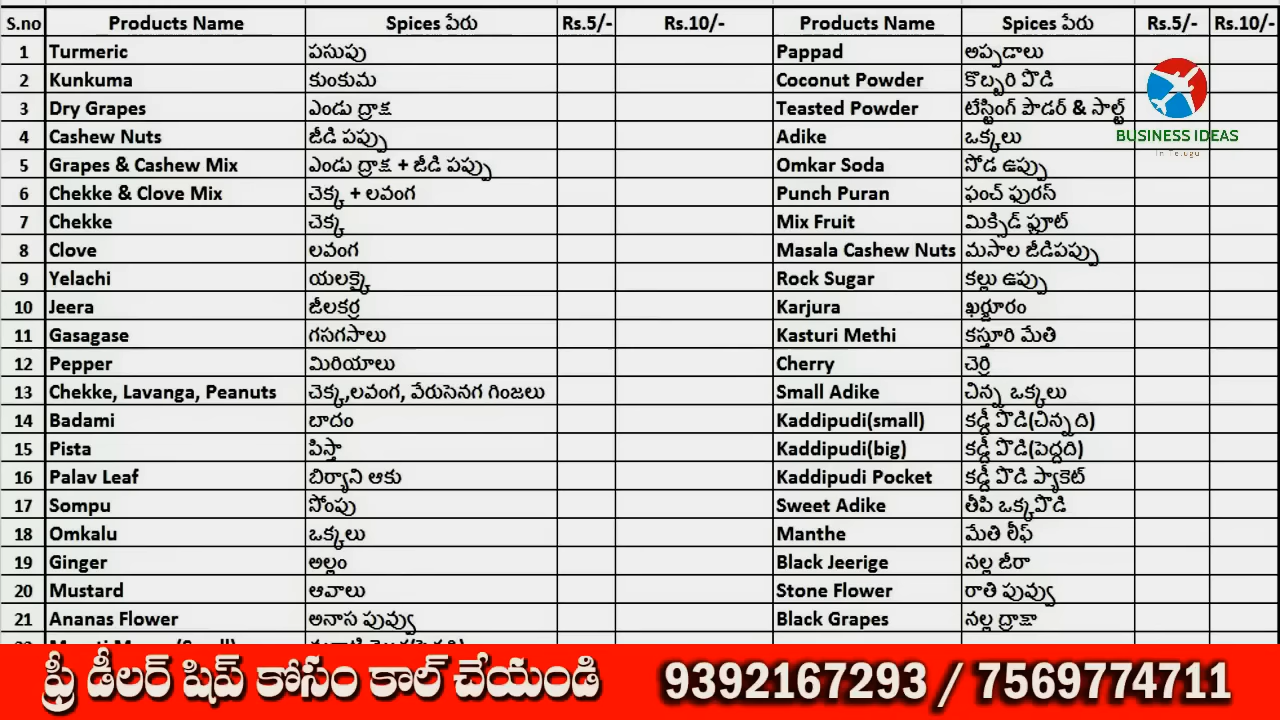 S.no Products Name Spices పేరు Rs.5/- Rs.10/- Products Name Spices పేరు Rs.5/- Rs.10/-
1 Turmeric పసుపు Pappad అప్పడాలు
2 Kunkuma కుంకుమ Coconut Powder కొబ్బరి పొడి
3 Dry Grapes ఎండు ద్రాక్ష Teasted Powder టేస్టింగ్ పౌడర్ & సాల్ట్
4 Cashew Nuts జీడి పప్పు Adike ఒక్కలు
BUSINESS IDEAS
In Telugu
5 Grapes & Cashew Mix ఎండు ద్రాక్ష + జీడి పప్పు Omkar Soda సోడ ఉప్పు
6 Chekke & Clove Mix చెక్క + లవంగ Punch Puran ఫంచ్ ఫురస్
7 Chekke చెక్క Mix Fruit మిక్సిడ్ ఫ్లూట్
8 Clove లవంగ Masala Cashew Nuts మసాల జీడిపప్పు
9 Yelachi యలక్కై Rock Sugar కల్లు ఉప్పు
10 Jeera జీలకర్ర Karjura ఖర్జూరం
11 Gasagase గసగసాలు Kasturi Methi కస్తూరి మేతి
12 Pepper మిరియాలు Cherry చెర్రి
13 Chekke, Lavanga, Peanuts చెక్క,లవంగ, వేరుసెనగ గింజలు Small Adike చిన్న ఒక్కలు
14 Badami బాదం Kaddipudi(small) కడ్డీ పొడి(చిన్నది)
15 Pista పిస్తా Kaddipudi(big) కడ్డీ పొడి(పెద్దది)
16 Palav Leaf బిర్యాని ఆకు Kaddipudi Pocket కడ్డీ పొడి ప్యాకెట్
17 Sompu సోంపు Sweet Adike తీపి ఒక్కపొడి
18 Omkalu ఒక్కలు Manthe మేతి లీఫ్
19 Ginger అల్లం Black Jeerige నల్ల జీరా
20 Mustard ఆవాలు Stone Flower రాతి పువ్వు
21 Ananas Flower అనాస పువ్వు Black Grapes నల్ల ద్రాక్షా
ఫ్రీ డీలర్ షిప్ కోసం కాల్ చేయండి 9392167293 / 7569774711